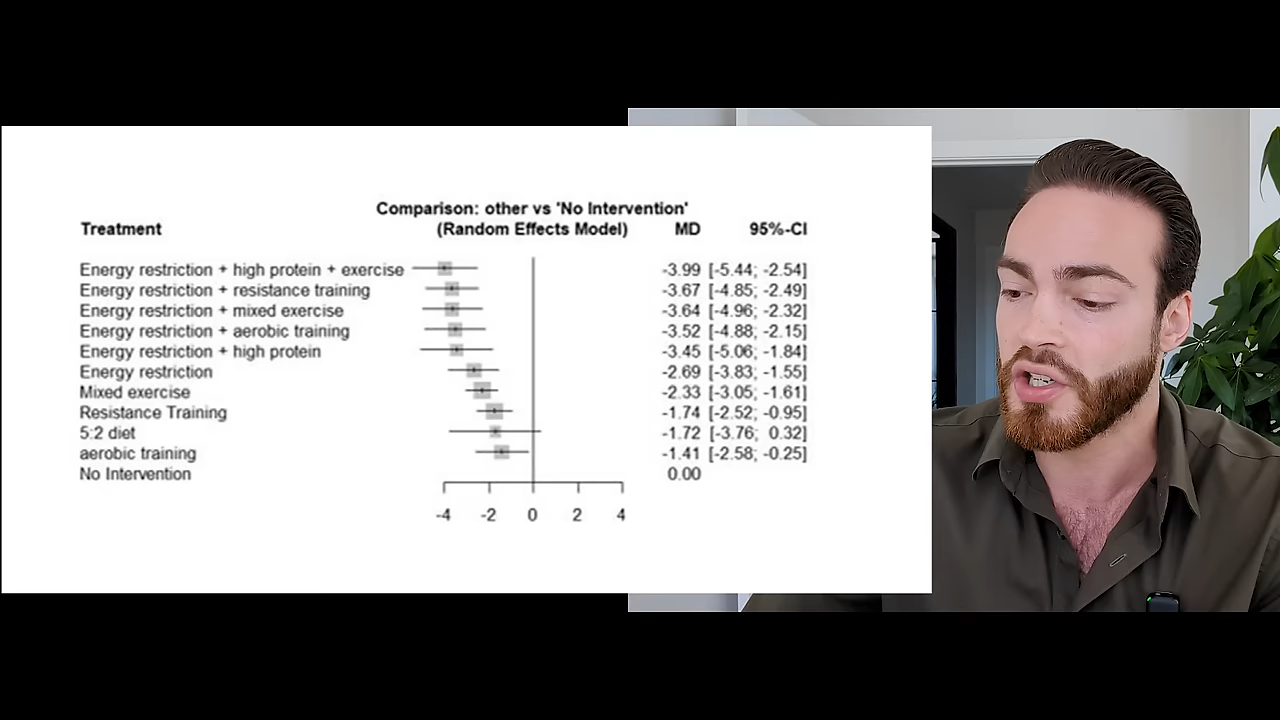 Comparison: other vs 'No Intervention'
Treatment (Random Effects Model) MD 95%-CI
Energy restriction + high protein + exercise -3.99 [-5.44; -2.54]
Energy restriction + resistance training -3.67 [-4.85; -2.49]
Energy restriction + mixed exercise -3.64 [-4.96; -2.32]
Energy restriction + aerobic training -3.52 [-4.88; -2.15]
Energy restriction + high protein -3.45 [-5.06; -1.84]
Energy restriction -2.69 [-3.83; -1.55]
Mixed exercise -2.33 [-3.05; -1.61]
Resistance Training -1.74 [-2.52; -0.95]
5:2 diet -1.72 [-3.76; 0.32]
aerobic training -1.41 [-2.58; -0.25]
No Intervention 0.00
-4 -2 0 2 4